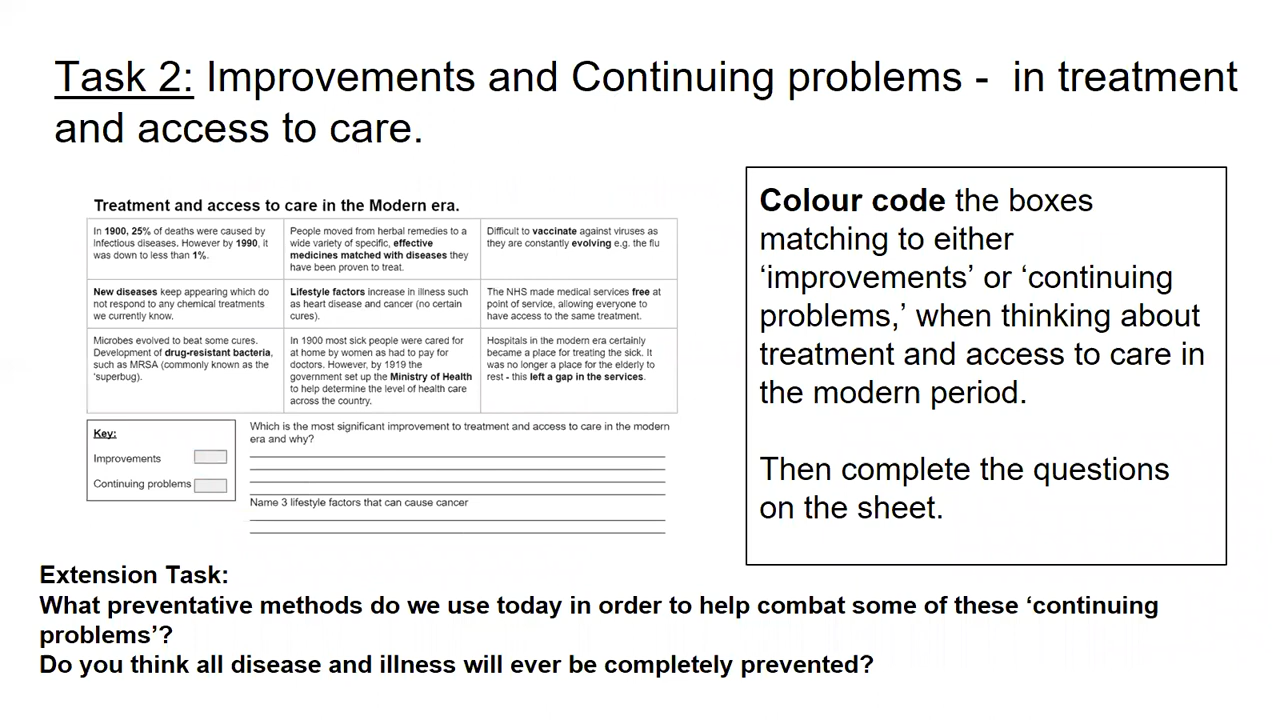 Task 2: Improvements and Continuing problems -  in treatment
and access to care.
Treatment and access to care in the Modern era.
In 1900, 25% of deaths were caused by
infectious diseases. However by 1990, it
was down to less than 1%.
People moved from herbal remedies to a
wide variety of specific, effective
medicines matched with diseases they
have been proven to treat.
Difficult to vaccinate against viruses as
they are constantly evolving e.g. the flu
New diseases keep appearing which do
not respond to any chemical treatments
we currently know.
Lifestyle factors increase in illness such
as heart disease and cancer (no certain
cures).
The NHS made medical services free at
point of service, allowing everyone to
have access to the same treatment.
Microbes evolved to beat some cures.
Development of drug-resistant bacteria,
such as MRSA (commonly known as the
'superbug).
In 1900 most sick people were cared for
at home by women as had to pay for
doctors. However, by 1919 the
government set up the Ministry of Health
to help determine the level of health care
across the country.
Hospitals in the modern era certainly
became a place for treating the sick. It
was no longer a place for the elderly to
rest - this left a gap in the services.
Key:
Improvements
Continuing problems
Which is the most significant improvement to treatment and access to care in the modern
era and why?
Name 3 lifestyle factors that can cause cancer
Colour code the boxes
matching to either
‘improvements’ or ‘continuing
problems,’ when thinking about
treatment and access to care in
the modern period.
Then complete the questions
on the sheet.
Extension Task:
What preventative methods do we use today in order to help combat some of these ‘continuing
problems’?
Do you think all disease and illness will ever be completely prevented?